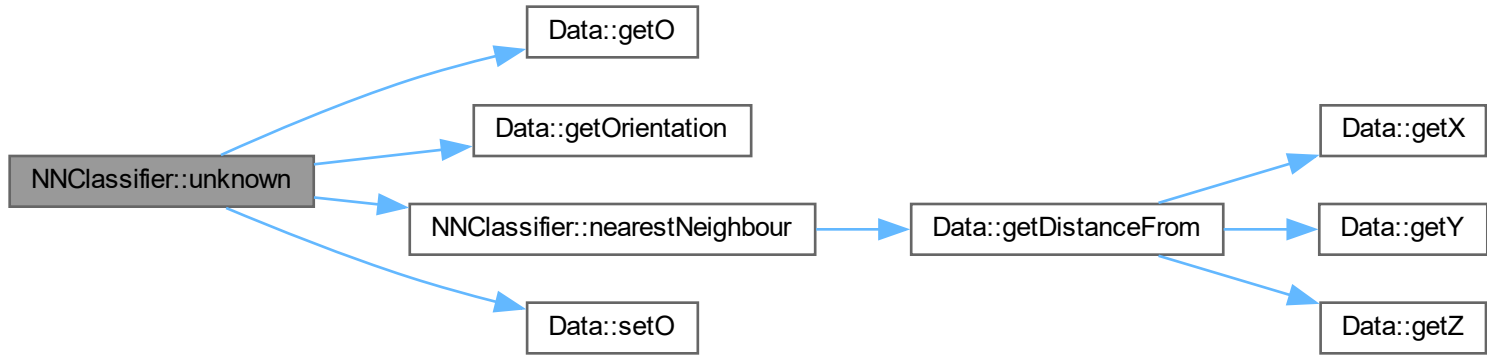 Data::getO
Data::getOrientation
NNClassifier::unknown
NNClassifier::nearestNeighbour
Data::setO
Data::getDistanceFrom
Data::getX
Data::getY
Data::getZ